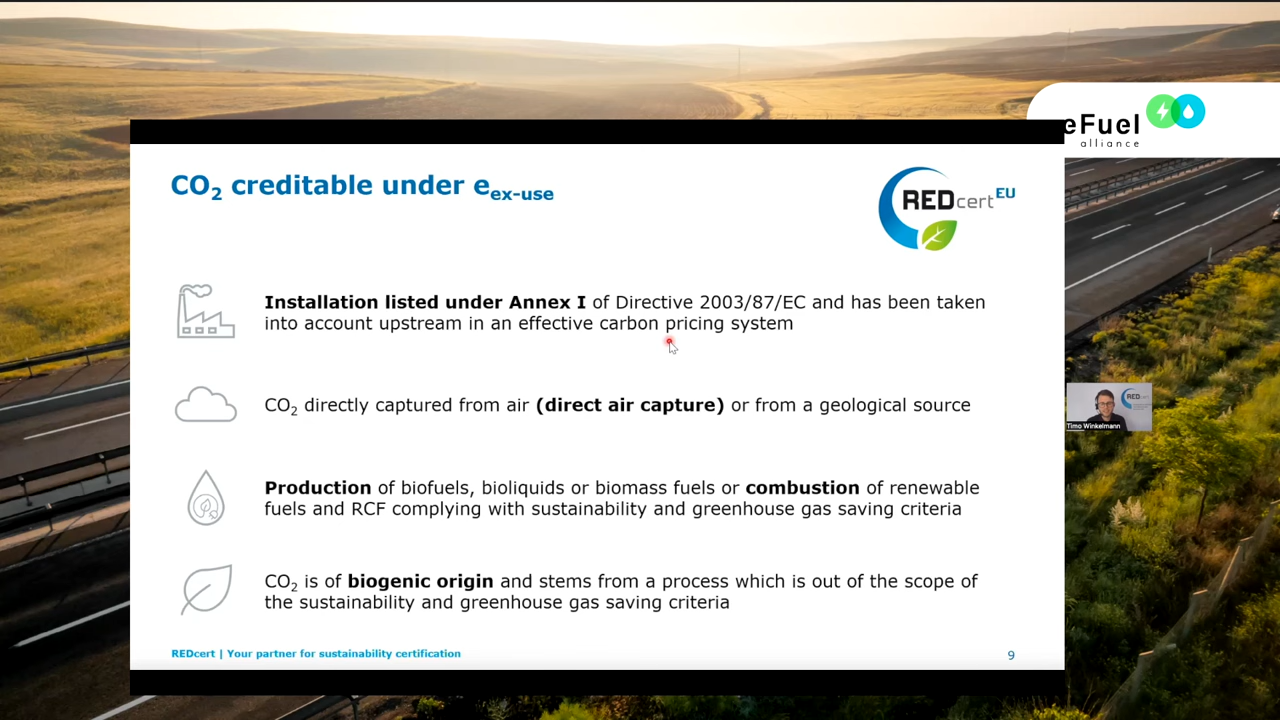 eFuel
alliance
CO₂ creditable under e_ex-use
REDcert EU
Installation listed under Annex I of Directive 2003/87/EC and has been taken
into account upstream in an effective carbon pricing system
CO₂ directly captured from air (direct air capture) or from a geological source
Production of biofuels, bioliquids or biomass fuels or combustion of renewable
fuels and RCF complying with sustainability and greenhouse gas saving criteria
CO₂ is of biogenic origin and stems from a process which is out of the scope of
the sustainability and greenhouse gas saving criteria
REDcert | Your partner for sustainability certification
9
REDcert
Timo Winkelmann